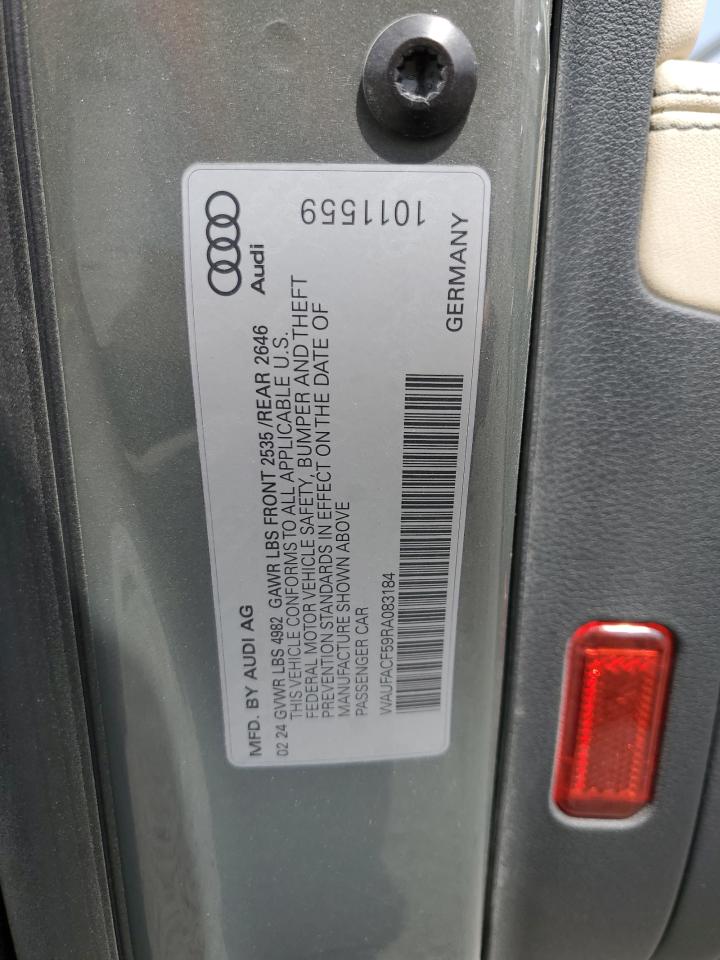 Audi
1011559
MFD. BY AUDI AG
02 24 GVWR LBS 4982 GAWR LBS FRONT 2535 /REAR 2646
THIS VEHICLE CONFORMS TO ALL APPLICABLE U.S.
FEDERAL MOTOR VEHICLE SAFETY, BUMPER AND THEFT
PREVENTION STANDARDS IN EFFECT ON THE DATE OF
MANUFACTURE SHOWN ABOVE
PASSENGER CAR
WAUFACF59RA083184
GERMANY